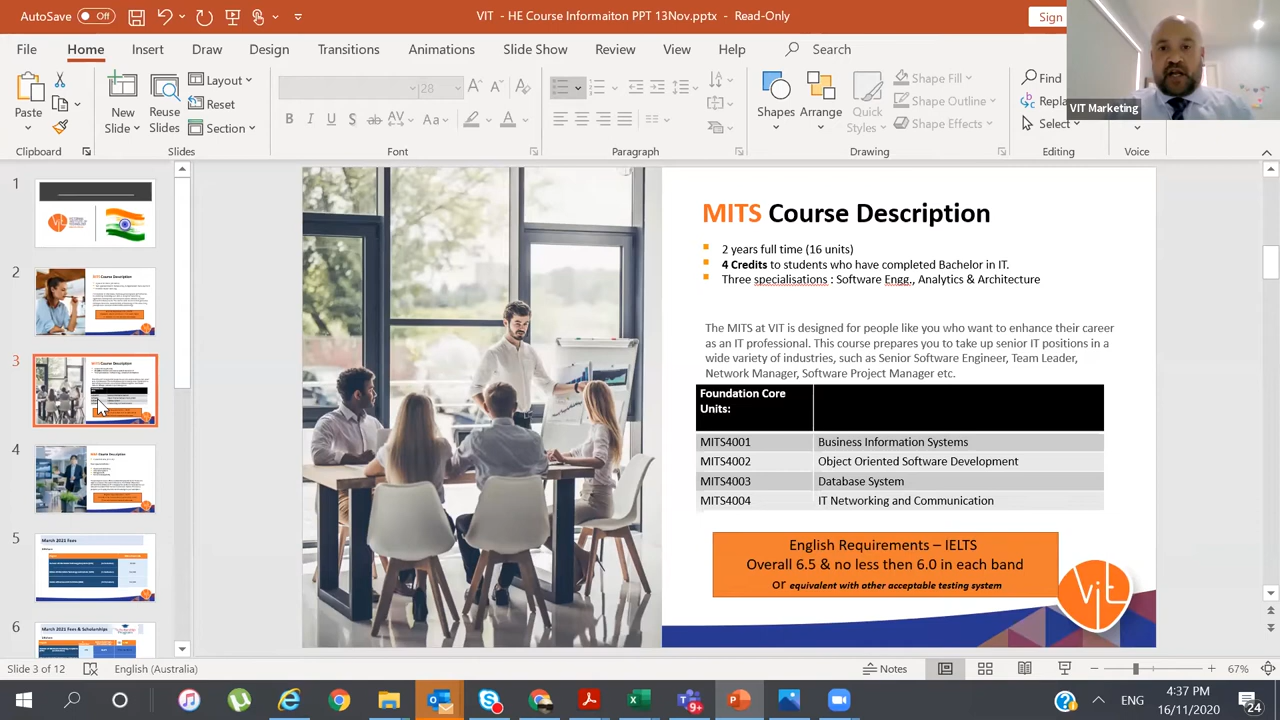 AutoSave Off
VIT - HE Course Informaiton PPT 13Nov.pptx - Read-Only
Sign
File Home Insert Draw Design Transitions Animations Slide Show Review View Help Search
Paste
New Slide
Reuse Slides
Layout
Reset
Section
Shapes
Arrange
Quick Styles
Shape Fill
Shape Outline
Shape Effects
Find
Select
VIT Marketing
Clipboard Slides Font Paragraph Drawing Editing Voice
1
2
3
5
March 2021 Fees
6
March 2021 Fees & Scholarships
MITS Course Description
2 years full time (16 units)
4 Credits to students who have completed Bachelor in IT.
Three specialisations : Software Enge., Analytics & Architecture
The MITS at VIT is designed for people like you who want to enhance their career
as an IT professional. This course prepares you to take up senior IT positions in a
wide variety of industries such as Senior Software Engineer, Team Leader,
Network Manager, Software Project Manager etc.
Foundation Core
Units:
MITS4001 Business Information Systems
MITS4002 Object Oriented Software Development
MITS4003 Database System
MITS4004 IT Networking and Communication
English Requirements – IELTS
Overall 6.5 & no less then 6.0 in each band
Or equivalent with other acceptable testing system
Vit
Slide 3 of 12 English (Australia) Notes 67%
9+
ENG
4:37 PM
16/11/2020
24